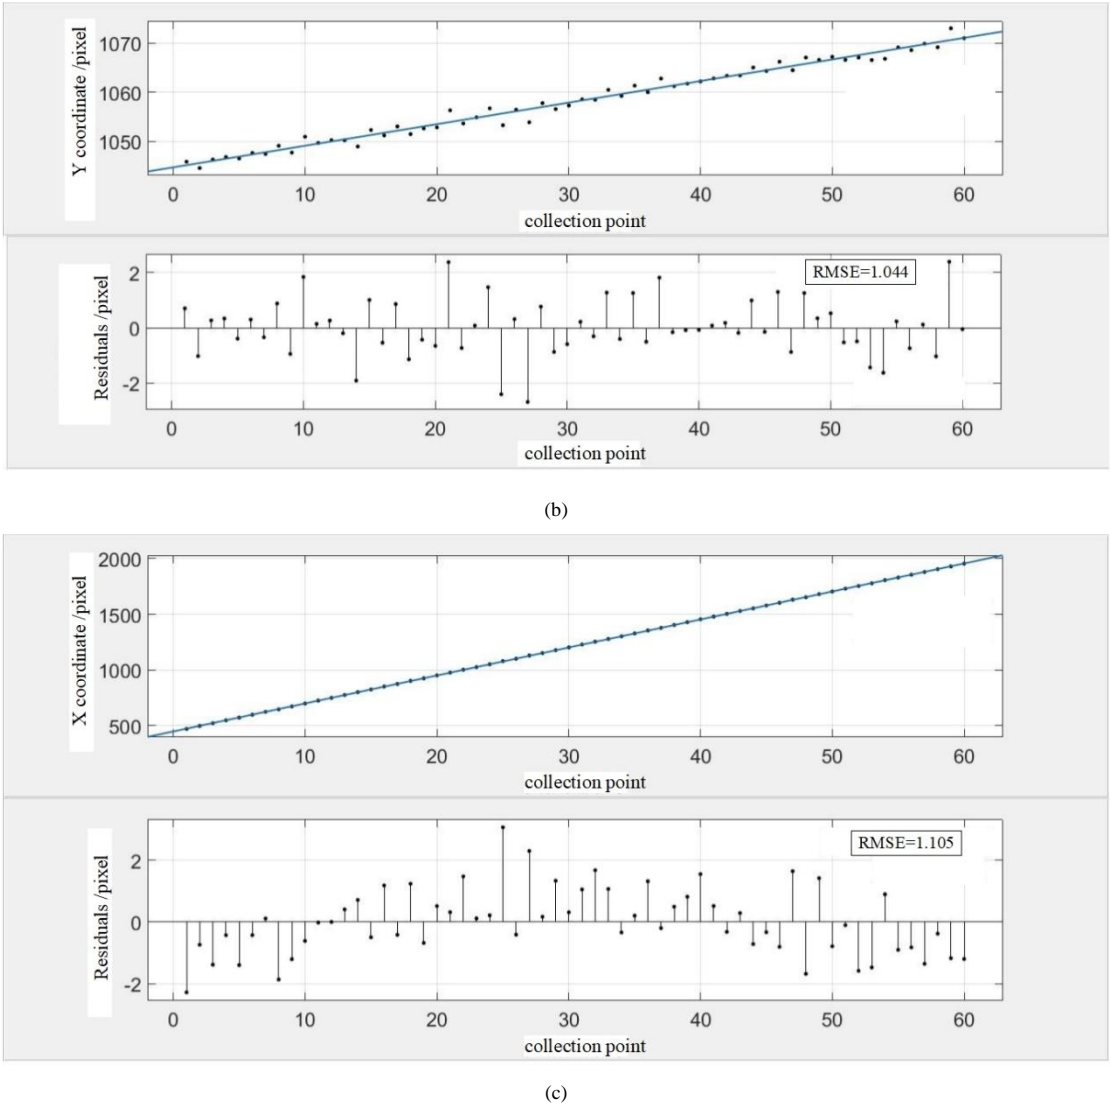 Y coordinate /pixel
1070
1060
1050
0 10 20 30 40 50 60
collection point
Residuals /pixel
2
0
-2
RMSE=1.044
0 10 20 30 40 50 60
collection point
(b)
X coordinate /pixel
2000
1500
1000
500
0 10 20 30 40 50 60
collection point
Residuals /pixel
2
0
-2
RMSE=1.105
0 10 20 30 40 50 60
collection point
(c)